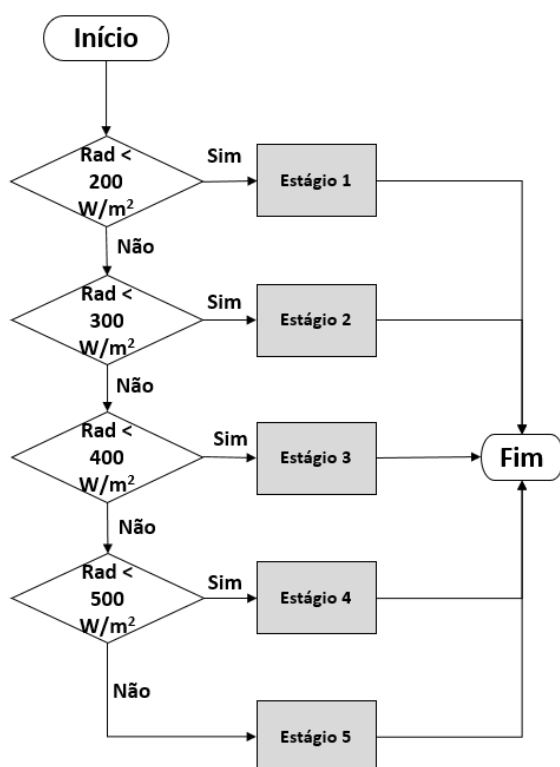 Início
Rad <
200
W/m²
Sim
Estágio 1
Não
Rad <
300
W/m²
Sim
Estágio 2
Não
Rad <
400
W/m²
Sim
Estágio 3
Fim
Não
Rad <
500
W/m²
Sim
Estágio 4
Não
Estágio 5